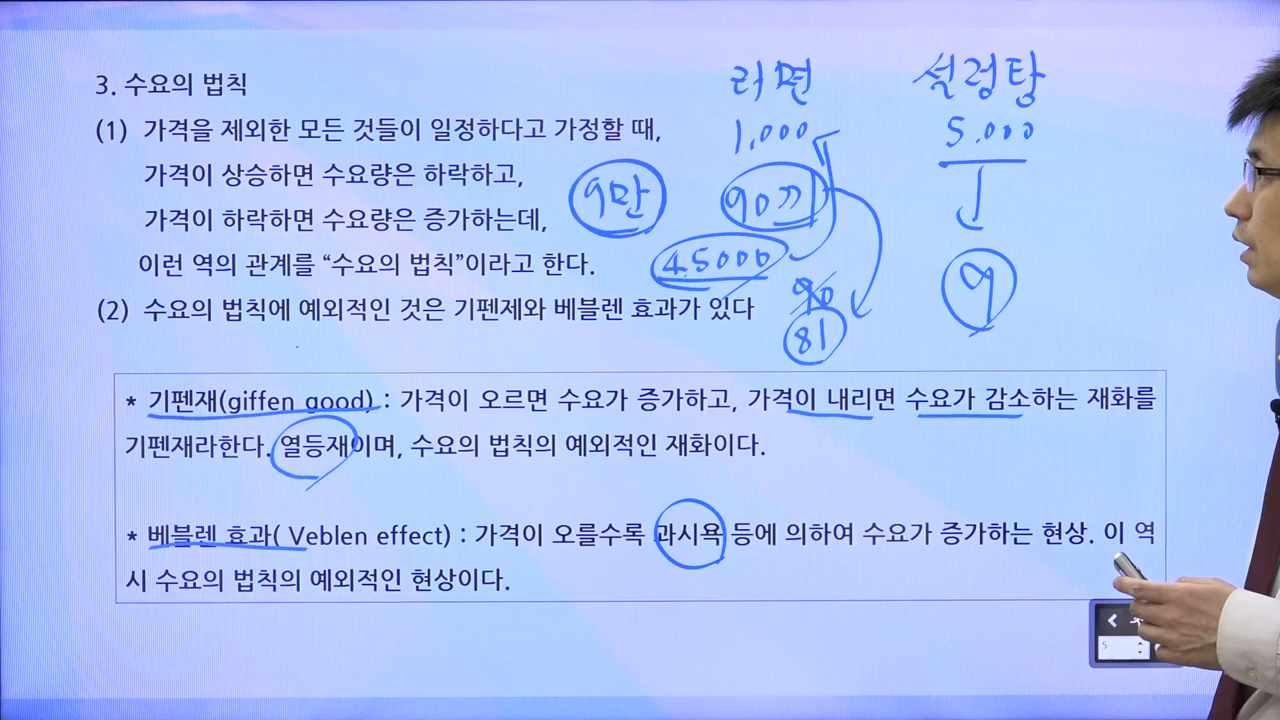 3. 수요의 법칙
(1) 가격을 제외한 모든 것들이 일정하다고 가정할 때,
가격이 상승하면 수요량은 하락하고,
가격이 하락하면 수요량은 증가하는데,
이런 역의 관계를 “수요의 법칙”이라고 한다.
(2) 수요의 법칙에 예외적인 것은 기펜제와 베블렌 효과가 있다
라면 설렁탕
1,000 5,000
9만 90끼
45000
90 9
81
* 기펜재(giffen good) : 가격이 오르면 수요가 증가하고, 가격이 내리면 수요가 감소하는 재화를
기펜재라한다. 열등재이며, 수요의 법칙의 예외적인 재화이다.
* 베블렌 효과( Veblen effect) : 가격이 오를수록 과시욕 등에 의하여 수요가 증가하는 현상. 이 역
시 수요의 법칙의 예외적인 현상이다.
5